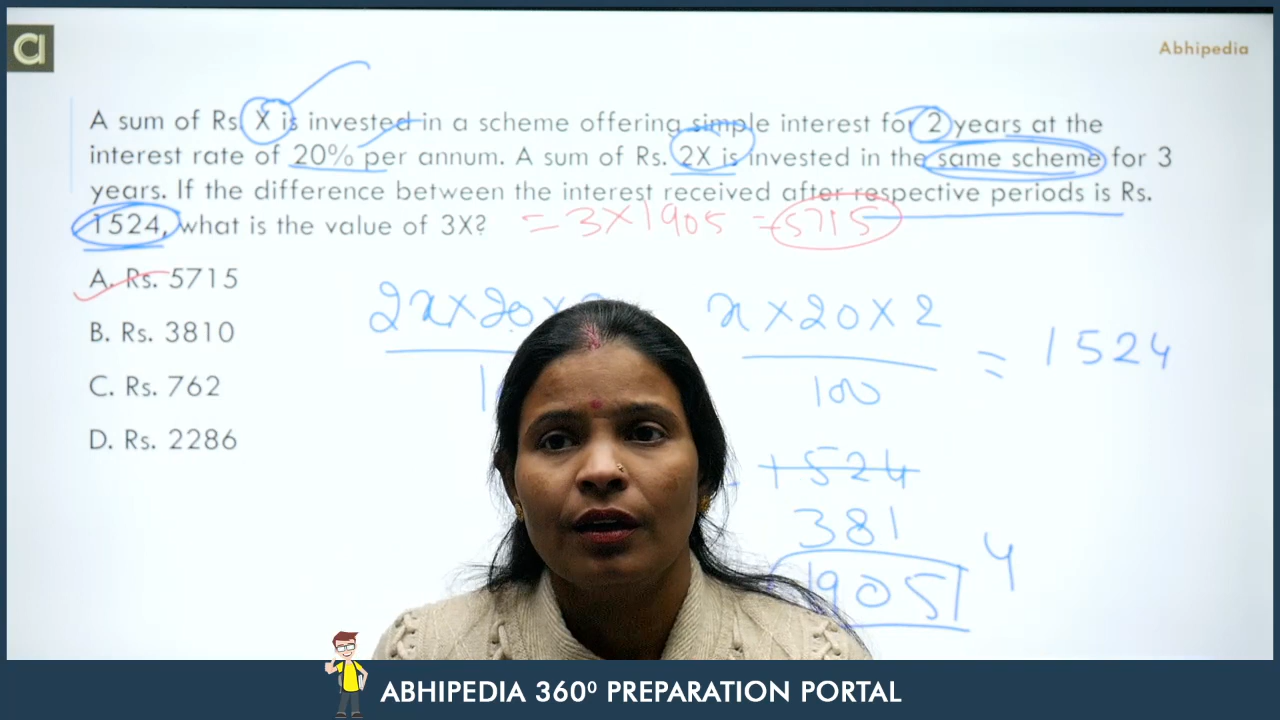 Abhipedia
A sum of Rs. X is invested in a scheme offering simple interest for 2 years at the
interest rate of 20% per annum. A sum of Rs. 2X is invested in the same scheme for 3
years. If the difference between the interest received after respective periods is Rs.
1524, what is the value of 3X? = 3 X 1905 = 5715
A. Rs. 5715
B. Rs. 3810
C. Rs. 762
D. Rs. 2286
2x X 20 X x X 20 X 2
100 = 1524
1524
381
1905 4
ABHIPEDIA 360⁰ PREPARATION PORTAL